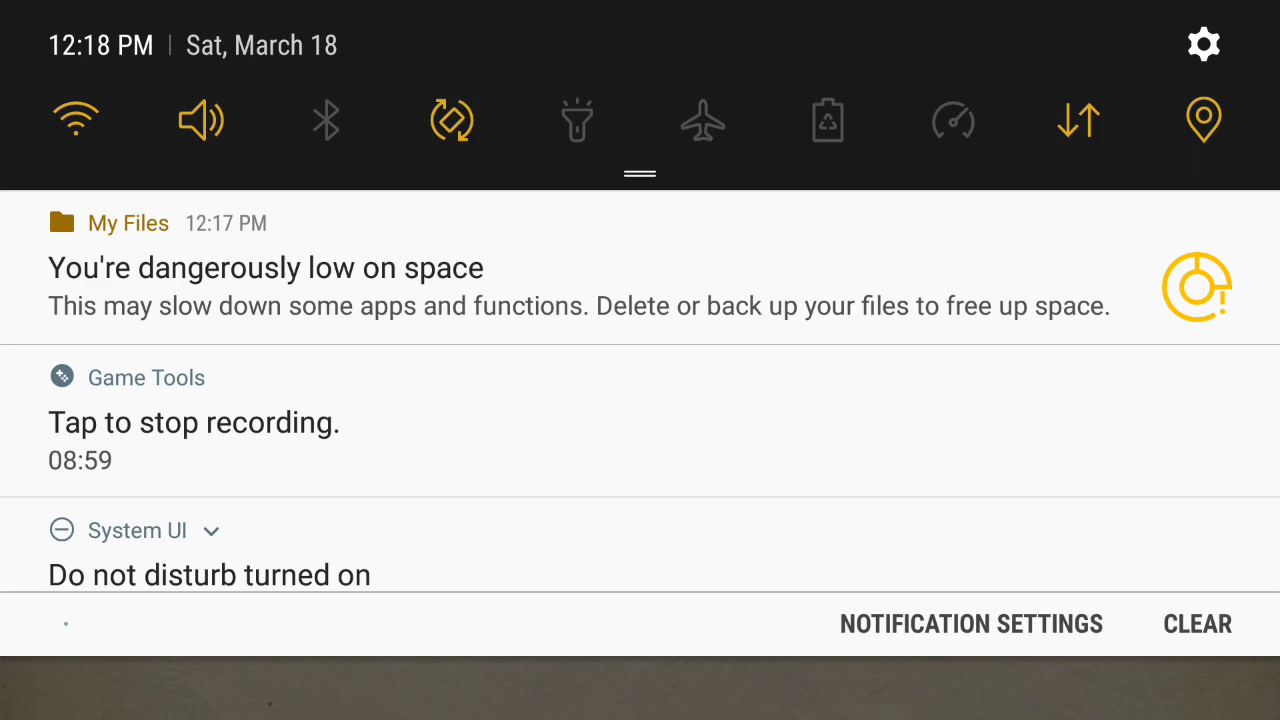 12:18 PM | Sat, March 18
My Files 12:17 PM
You're dangerously low on space
This may slow down some apps and functions. Delete or back up your files to free up space.
Game Tools
Tap to stop recording.
08:59
System UI
Do not disturb turned on
NOTIFICATION SETTINGS CLEAR